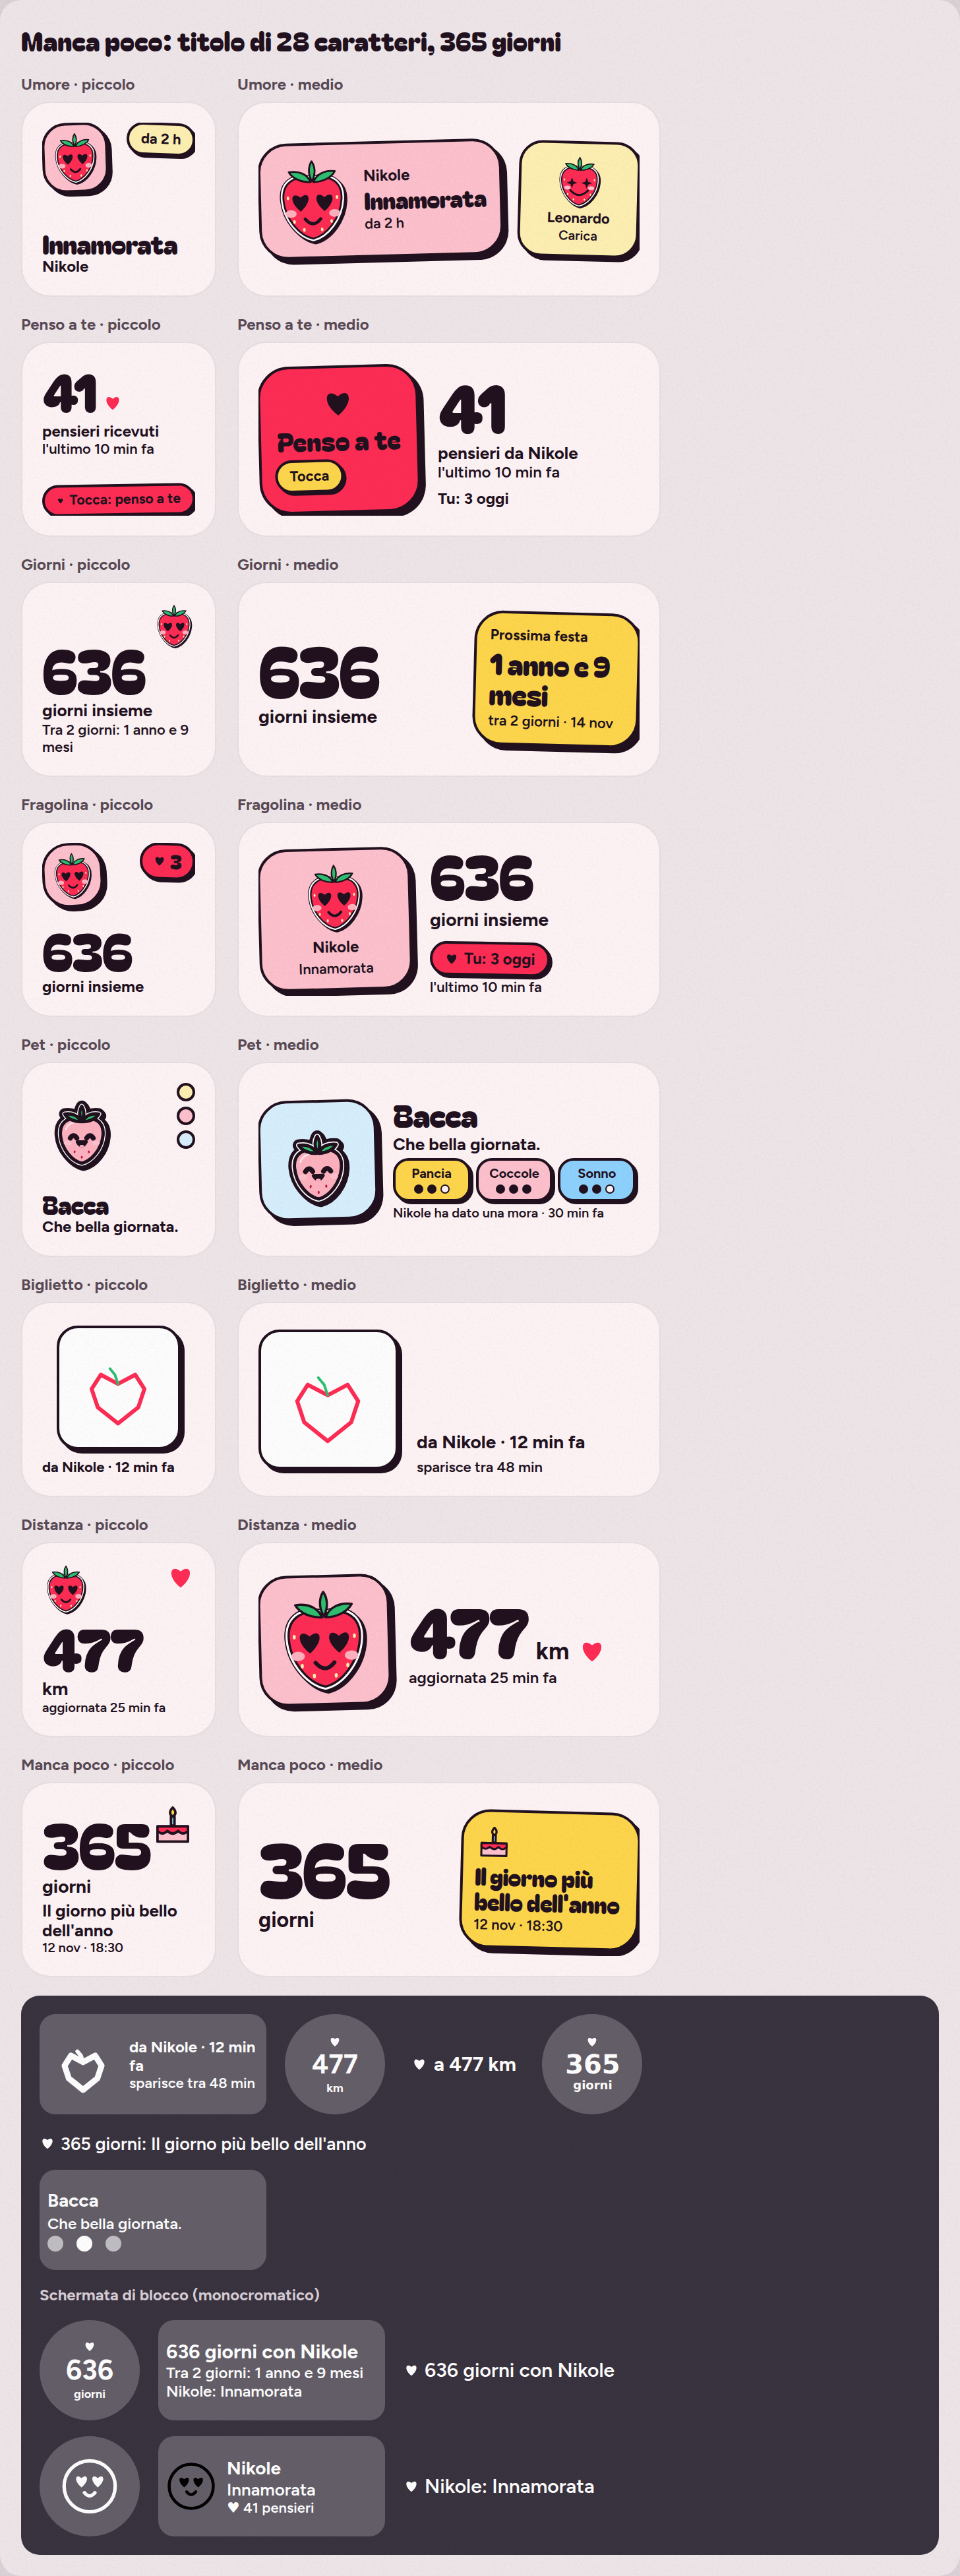 Manca poco: titolo di 28 caratteri, 365 giorni
Umore · piccolo
Umore · medio
da 2 h
Innamorata
Nikole
Nikole
Innamorata
da 2 h
Leonardo
Carica
Penso a te · piccolo
Penso a te · medio
41
pensieri ricevuti
l'ultimo 10 min fa
Tocca: penso a te
Penso a te
Tocca
41
pensieri da Nikole
l'ultimo 10 min fa
Tu: 3 oggi
Giorni · piccolo
Giorni · medio
636
giorni insieme
Tra 2 giorni: 1 anno e 9
mesi
636
giorni insieme
Prossima festa
1 anno e 9
mesi
tra 2 giorni · 14 nov
Fragolina · piccolo
Fragolina · medio
3
636
giorni insieme
Nikole
Innamorata
636
giorni insieme
Tu: 3 oggi
l'ultimo 10 min fa
Pet · piccolo
Pet · medio
Bacca
Che bella giornata.
Bacca
Che bella giornata.
Pancia
Coccole
Sonno
Nikole ha dato una mora · 30 min fa
Biglietto · piccolo
Biglietto · medio
da Nikole · 12 min fa
da Nikole · 12 min fa
sparisce tra 48 min
Distanza · piccolo
Distanza · medio
477
km
aggiornata 25 min fa
477 km
aggiornata 25 min fa
Manca poco · piccolo
Manca poco · medio
365
giorni
Il giorno più bello
dell'anno
12 nov · 18:30
365
giorni
Il giorno più
bello dell'anno
12 nov · 18:30
da Nikole · 12 min
fa
sparisce tra 48 min
477
km
a 477 km
365
giorni
365 giorni: Il giorno più bello dell'anno
Bacca
Che bella giornata.
Schermata di blocco (monocromatico)
636
giorni
636 giorni con Nikole
Tra 2 giorni: 1 anno e 9 mesi
Nikole: Innamorata
636 giorni con Nikole
Nikole
Innamorata
♥ 41 pensieri
Nikole: Innamorata